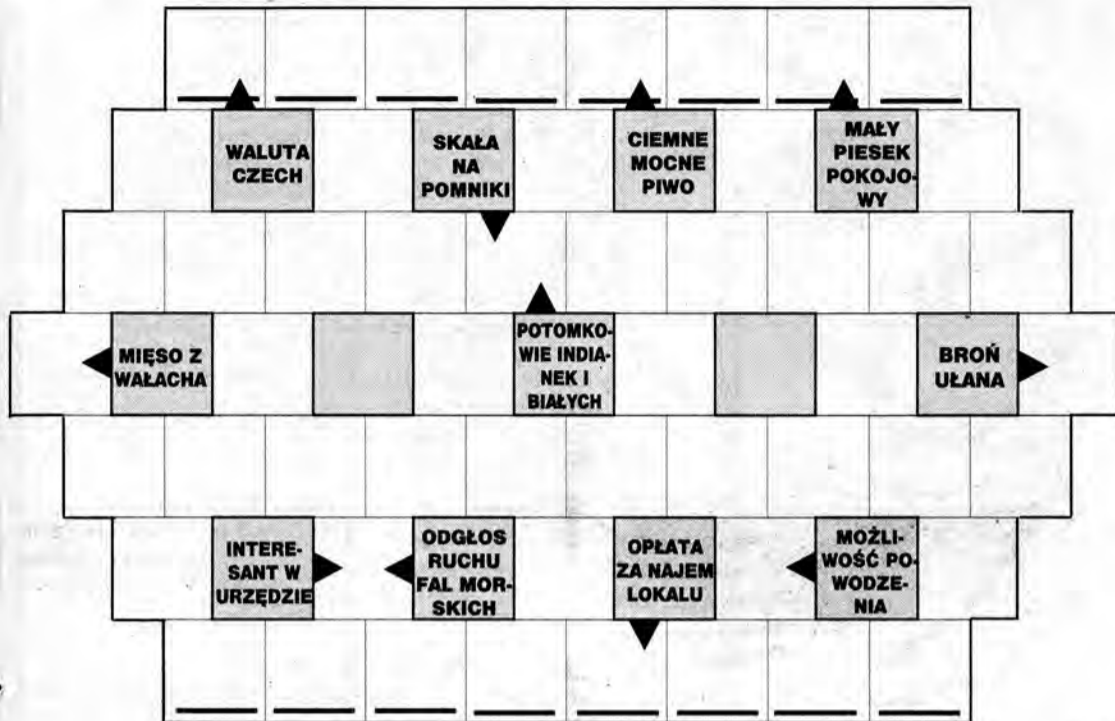 WALUTA
CZECH
SKAŁA
NA
POMNIKI
CIEMNE
MOCNE
PIWO
MAŁY
PIESEK
POKOJO-
WY
MIĘSO Z
WAŁACHA
POTOMKO-
WIE INDIA-
NEK I
BIAŁYCH
BROŃ
UŁANA
INTERE-
SANT W
URZĘDZIE
ODGŁOS
RUCHU
FAL MOR-
SKICH
OPŁATA
ZA NAJEM
LOKALU
MOŻLI-
WOŚĆ PO-
WODZE-
NIA